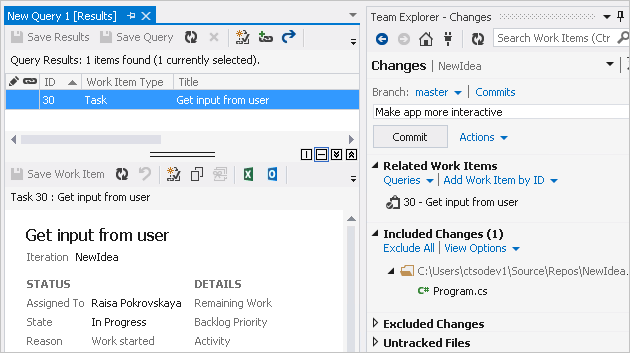 New Query 1 [Results]
Save Results Save Query
Query Results: 1 items found (1 currently selected).
ID Work Item Type Title
30 Task Get input from user
Save Work Item
Task 30 : Get input from user
Get input from user
Iteration NewIdea
STATUS DETAILS
Assigned To Raisa Pokrovskaya Remaining Work
State In Progress Backlog Priority
Reason Work started Activity
Team Explorer - Changes
Search Work Items (Ctr
Changes | NewIdea
Branch: master | Commits
Make app more interactive
Commit Actions
Related Work Items
Queries | Add Work Item by ID
30 - Get input from user
Included Changes (1)
Exclude All | View Options
C:\Users\ctsodev1\Source\Repos\NewIdea.
C# Program.cs
Excluded Changes
Untracked Files